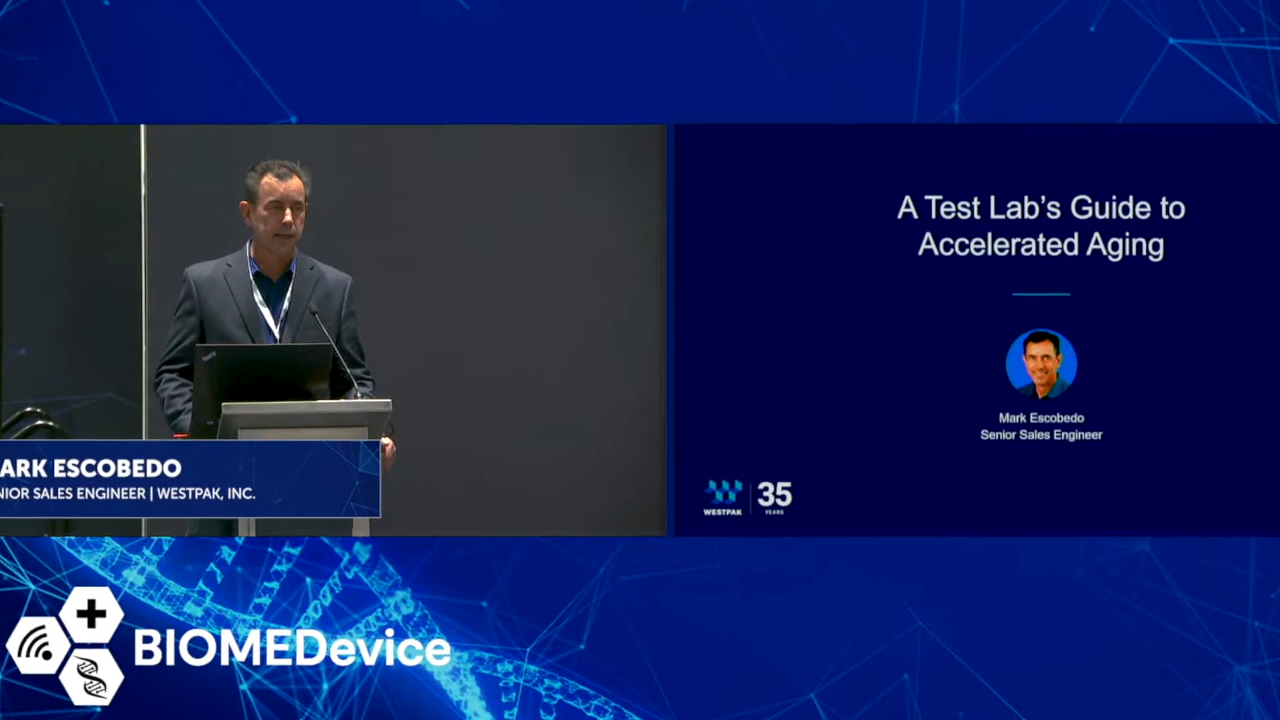 A Test Lab's Guide to
Accelerated Aging
Mark Escobedo
Senior Sales Engineer
WESTPAK
35
YEARS
ARK ESCOBEDO
NIOR SALES ENGINEER | WESTPAK, INC.
BIOMEDevice